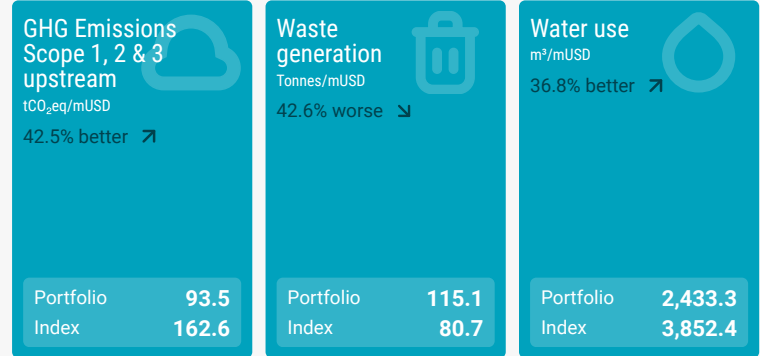 GHG Emissions
Scope 1, 2 & 3
upstream
tCO₂eq/mUSD
42.5% better
Portfolio 93.5
Index 162.6
Waste
generation
Tonnes/mUSD
42.6% worse
Portfolio 115.1
Index 80.7
Water use
m³/mUSD
36.8% better
Portfolio 2,433.3
Index 3,852.4